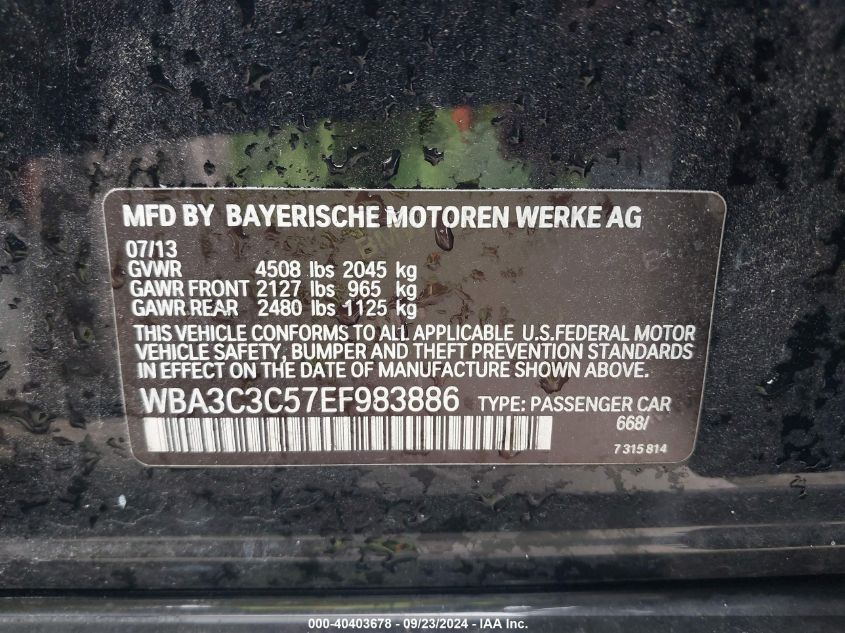 MFD BY BAYERISCHE MOTOREN WERKE AG
07/13
GVWR 4508 lbs 2045 kg
GAWR FRONT 2127 lbs 965 kg
GAWR REAR 2480 lbs 1125 kg
THIS VEHICLE CONFORMS TO ALL APPLICABLE U.S.FEDERAL MOTOR
VEHICLE SAFETY, BUMPER AND THEFT PREVENTION STANDARDS
IN EFFECT ON THE DATE OF MANUFACTURE SHOWN ABOVE.
WBA3C3C57EF983886 TYPE: PASSENGER CAR
668/
7 315 814
000-40403678 - 09/23/2024 - IAA Inc.